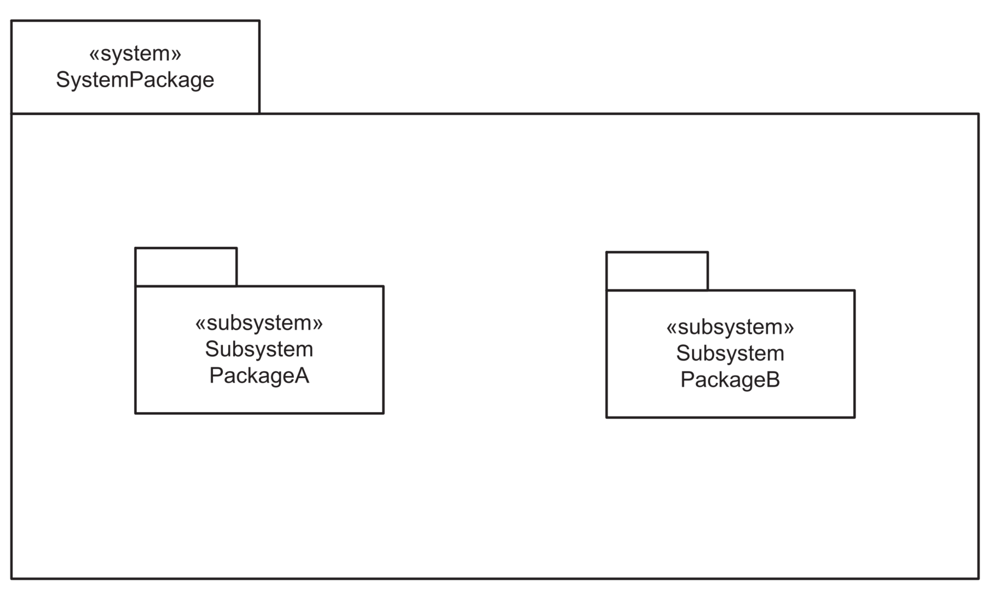 «system»
SystemPackage
«subsystem»
Subsystem
PackageA
«subsystem»
Subsystem
PackageB